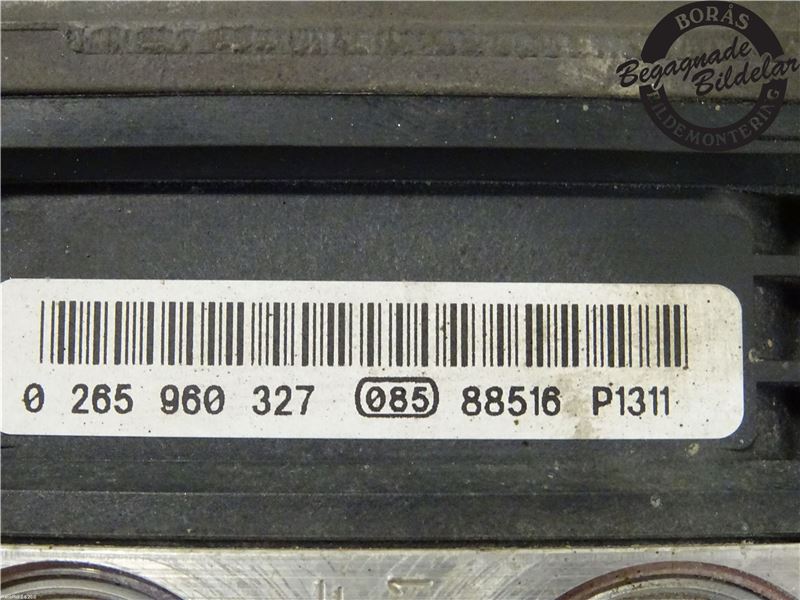 BORÅS
Begagnade
Bildelar
BILDEMONTERING
0 265 960 327 085 88516 P1311